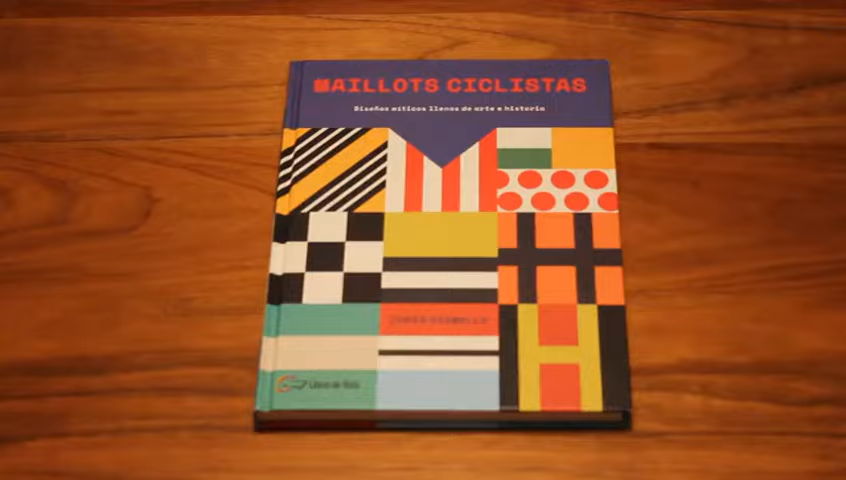 MAILLOTS CICLISTAS
Diseños míticos llenos de arte e historia
Libros de Ruta